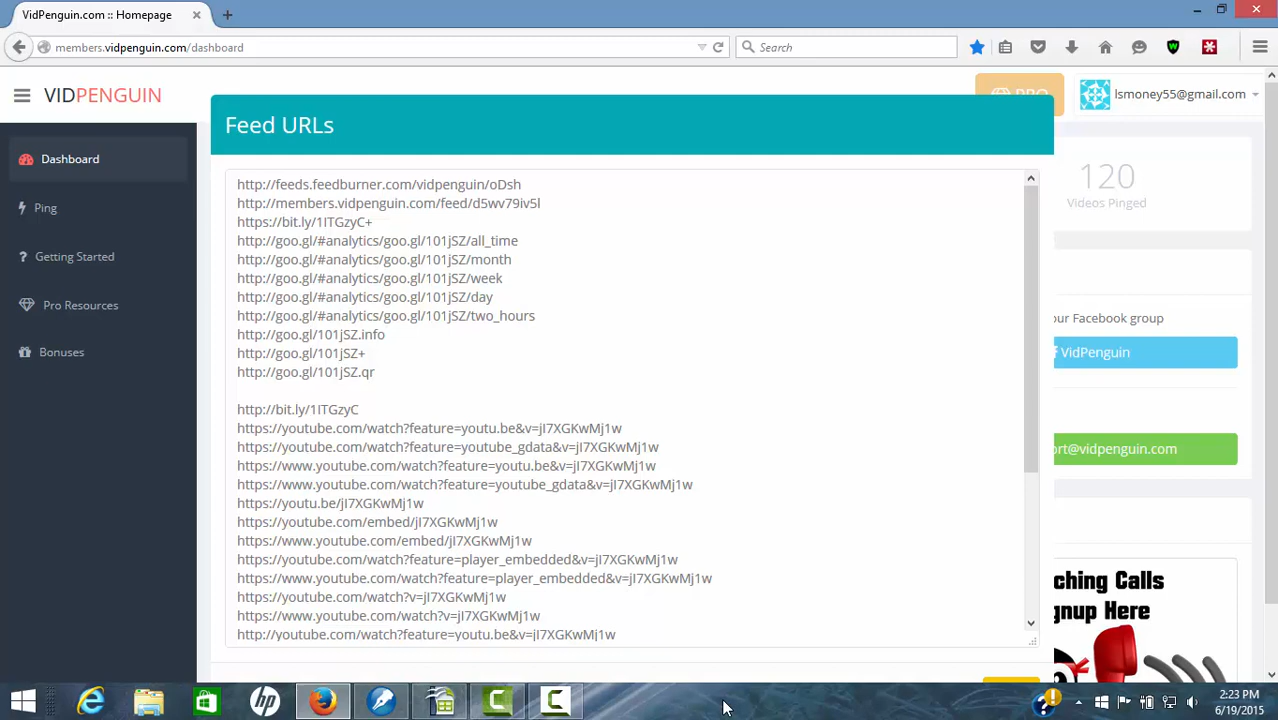 VidPenguin.com :: Homepage
members.vidpenguin.com/dashboard
Search
VIDPENGUIN
PRO
lsmoney55@gmail.com
Feed URLs
Dashboard
Ping
Getting Started
Pro Resources
Bonuses
http://feeds.feedburner.com/vidpenguin/oDsh
http://members.vidpenguin.com/feed/d5wv79iv5l
https://bit.ly/1ITGzyC+
http://goo.gl/#analytics/goo.gl/101jSZ/all_time
http://goo.gl/#analytics/goo.gl/101jSZ/month
http://goo.gl/#analytics/goo.gl/101jSZ/week
http://goo.gl/#analytics/goo.gl/101jSZ/day
http://goo.gl/#analytics/goo.gl/101jSZ/two_hours
http://goo.gl/101jSZ.info
http://goo.gl/101jSZ+
http://goo.gl/101jSZ.qr
http://bit.ly/1ITGzyC
https://youtube.com/watch?feature=youtu.be&v=jI7XGKwMj1w
https://youtube.com/watch?feature=youtube_gdata&v=jI7XGKwMj1w
https://www.youtube.com/watch?feature=youtu.be&v=jI7XGKwMj1w
https://www.youtube.com/watch?feature=youtube_gdata&v=jI7XGKwMj1w
https://youtu.be/jI7XGKwMj1w
https://youtube.com/embed/jI7XGKwMj1w
https://www.youtube.com/embed/jI7XGKwMj1w
https://youtube.com/watch?feature=player_embedded&v=jI7XGKwMj1w
https://www.youtube.com/watch?feature=player_embedded&v=jI7XGKwMj1w
https://youtube.com/watch?v=jI7XGKwMj1w
https://www.youtube.com/watch?v=jI7XGKwMj1w
http://youtube.com/watch?feature=youtu.be&v=jI7XGKwMj1w
120
Videos Pinged
our Facebook group
VidPenguin
ort@vidpenguin.com
ching Calls
gnup Here
2:23 PM
6/19/2015